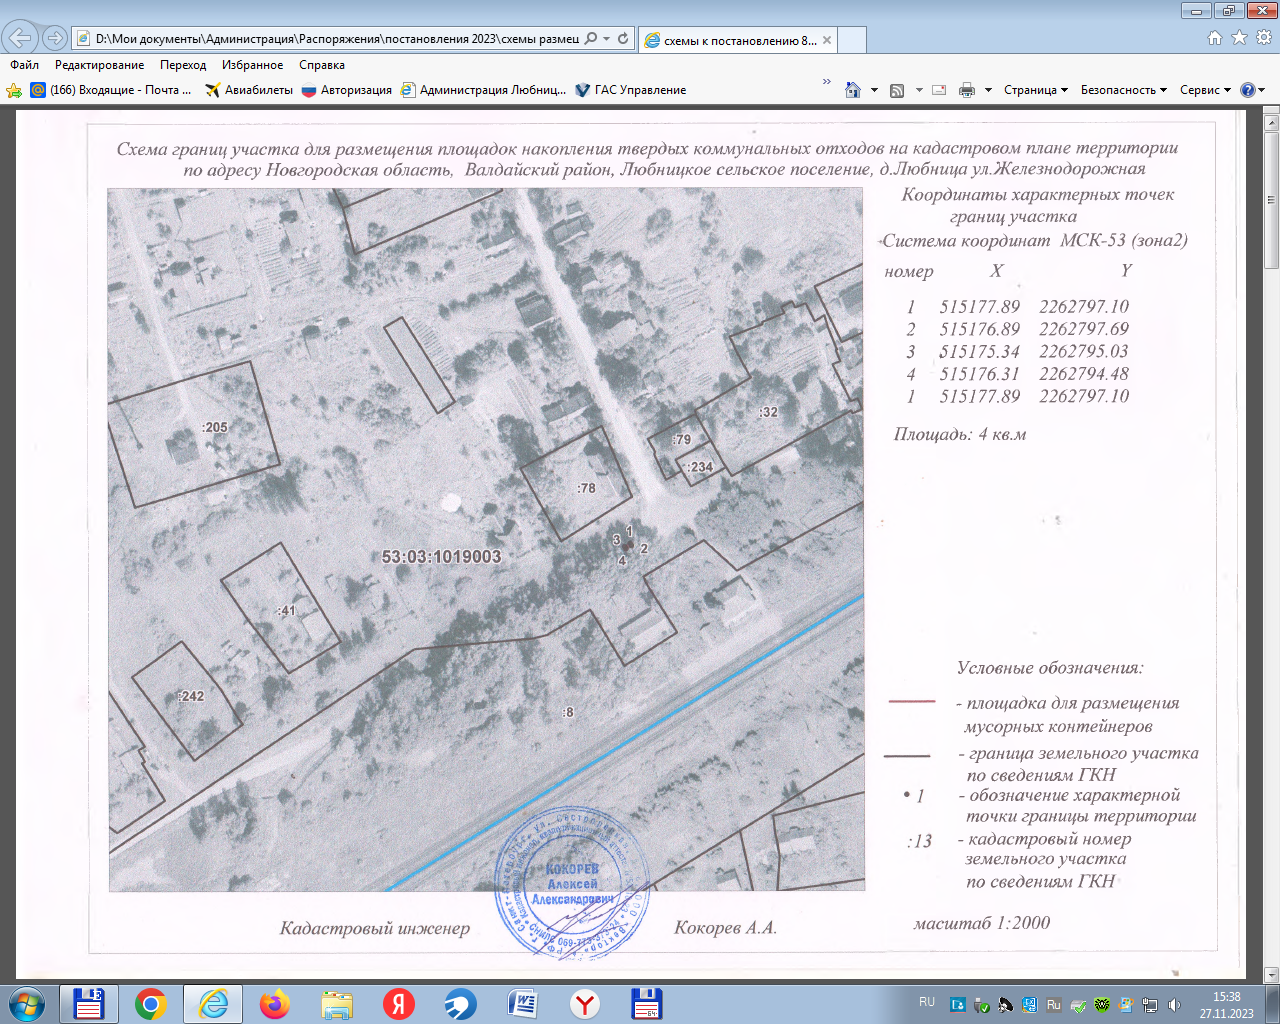 D:\Мои документы\Администрация\Распоряжения\постановления 2023\схемы размещ
схемы к постановлению 8...
Файл Редактирование Переход Избранное Справка
(166) Входящие - Почта ... Авиабилеты Авторизация Администрация Любниц... ГАС Управление
Страница Безопасность Сервис
Схема границ участка для размещения площадок накопления твердых коммунальных отходов на кадастровом плане территории
по адресу Новгородская область, Валдайский район, Любницкое сельское поселение, д.Любница ул.Железнодорожная
Координаты характерных точек
границ участка
Система координат МСК-53 (зона2)
номер X Y
1 515177.89 2262797.10
2 515176.89 2262797.69
3 515175.34 2262795.03
4 515176.31 2262794.48
1 515177.89 2262797.10
Площадь: 4 кв.м
:205
:32
:79
:234
:78
1
3
2
4
53:03:1019003
:41
:242
:8
Условные обозначения:
- площадка для размещения
мусорных контейнеров
- граница земельного участка
по сведениям ГКН
• 1 - обозначение характерной
точки границы территории
:13 - кадастровый номер
земельного участка
по сведениям ГКН
масштаб 1:2000
КОКОРЕВ
Алексей
Александрович
Кадастровый инженер Кокорев А.А.
RU
15:38
27.11.2023